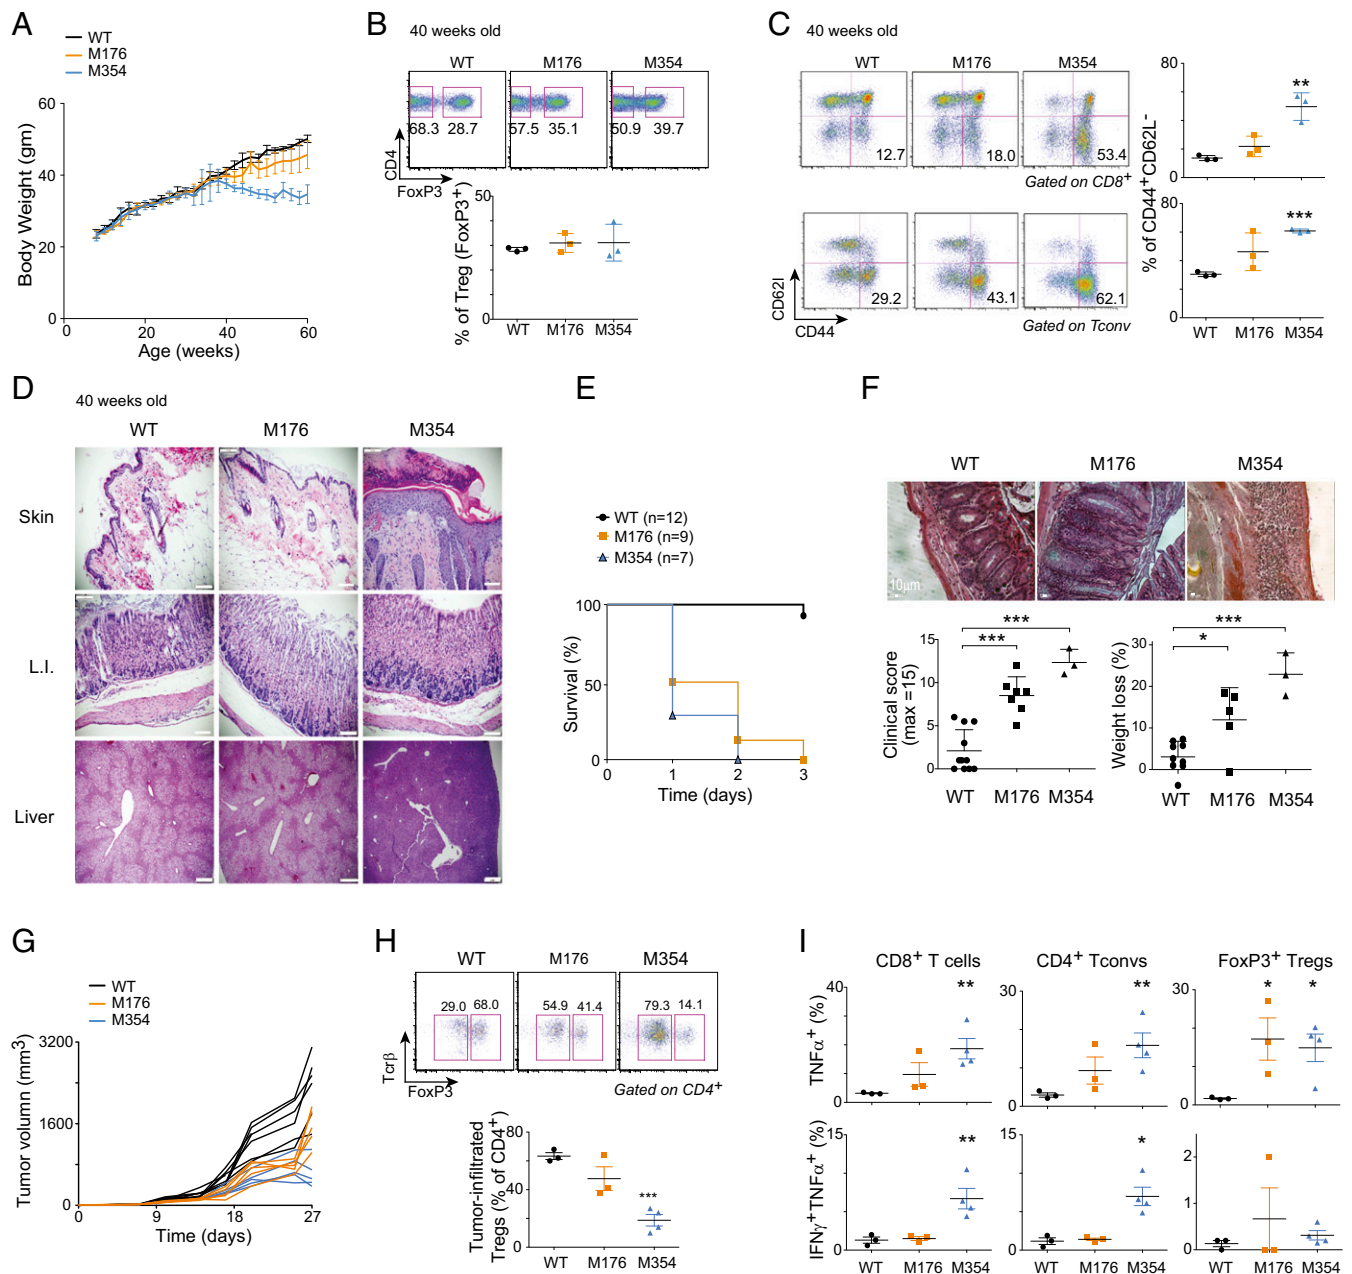 A
WT
M176
M354
Body Weight (gm)
60
40
20
0
0 20 40 60
Age (weeks)
B
40 weeks old
WT M176 M354
68.3 28.7 57.5 35.1 50.9 39.7
CD4
FoxP3
% of Treg (FoxP3+)
50
0
WT M176 M354
C
40 weeks old
WT M176 M354
12.7 18.0 53.4
Gated on CD8+
29.2 43.1 62.1
CD62l
CD44
Gated on Tconv
% of CD44+CD62L-
80
**
0
80
***
0
WT M176 M354
D
40 weeks old
WT M176 M354
Skin
L.I.
Liver
E
WT (n=12)
M176 (n=9)
M354 (n=7)
Survival (%)
100
50
0
0 1 2 3
Time (days)
F
WT M176 M354
10μm
Clinical score
(max =15)
15
10
5
0
***
***
WT M176 M354
Weight loss (%)
30
20
10
0
***
*
WT M176 M354
G
WT
M176
M354
Tumor volumn (mm3)
3200
1600
0
0 9 18 27
Time (days)
H
WT M176 M354
29.0 68.0 54.9 41.4 79.3 14.1
Tcrβ
FoxP3
Gated on CD4+
Tumor-infiltrated
Tregs (% of CD4+)
80
40
0
***
WT M176 M354
I
CD8+ T cells CD4+ Tconvs FoxP3+ Tregs
TNFα+ (%)
40
0
**
30
0
**
30
0
* *
IFNγ+TNFα+ (%)
15
0
**
15
0
*
2
1
0
WT M176 M354 WT M176 M354 WT M176 M354